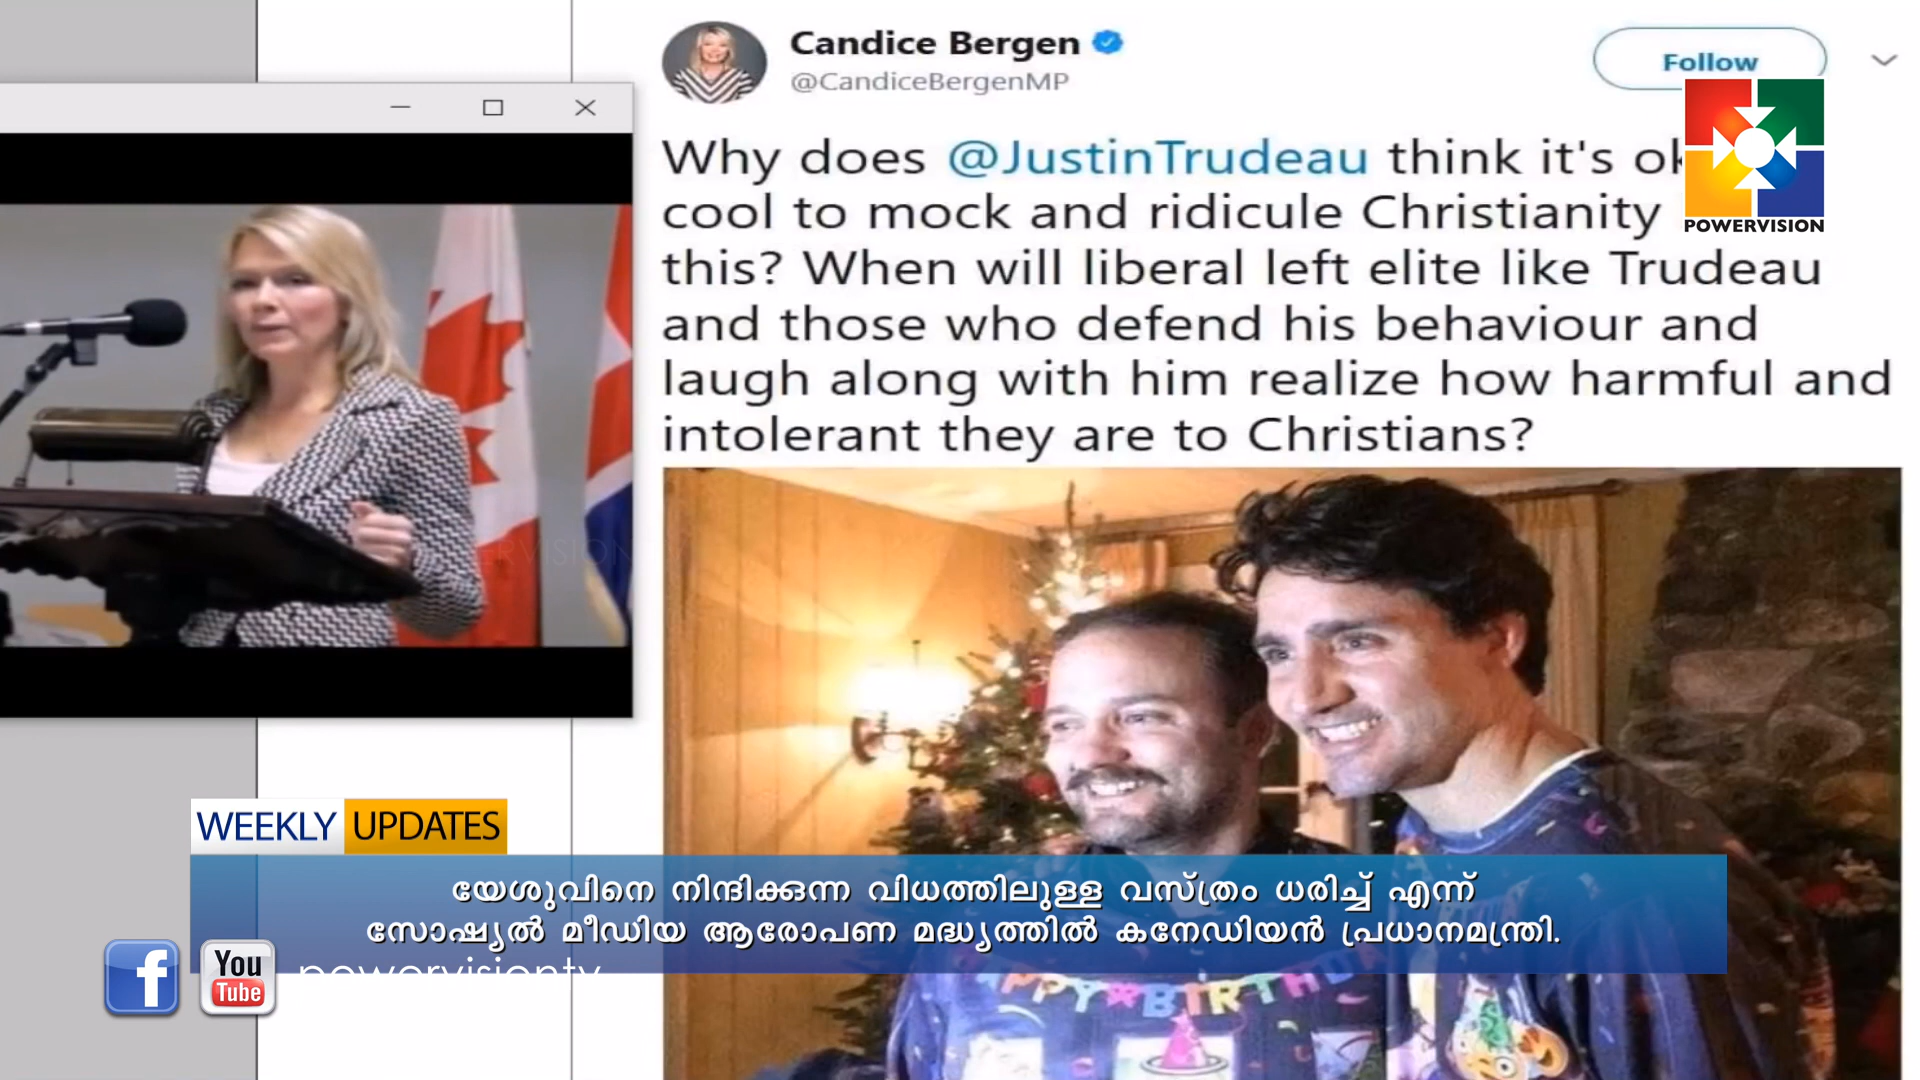 Candice Bergen
@CandiceBergenMP
Follow
Why does @JustinTrudeau think it's
cool to mock and ridicule Christianity
this? When will liberal left elite like Trudeau
and those who defend his behaviour and
laugh along with him realize how harmful and
intolerant they are to Christians?
POWERVISION
WEEKLY UPDATES
യേശുവിനെ നിന്ദിക്കുന്ന വിധത്തിലുള്ള വസ്ത്രം ധരിച്ച് എന്ന്
സോഷ്യൽ മീഡിയ ആരോപണ മദ്ധ്യത്തിൽ കനേഡിയൻ പ്രധാനമന്ത്രി.
f
You
Tube
powervisiontv